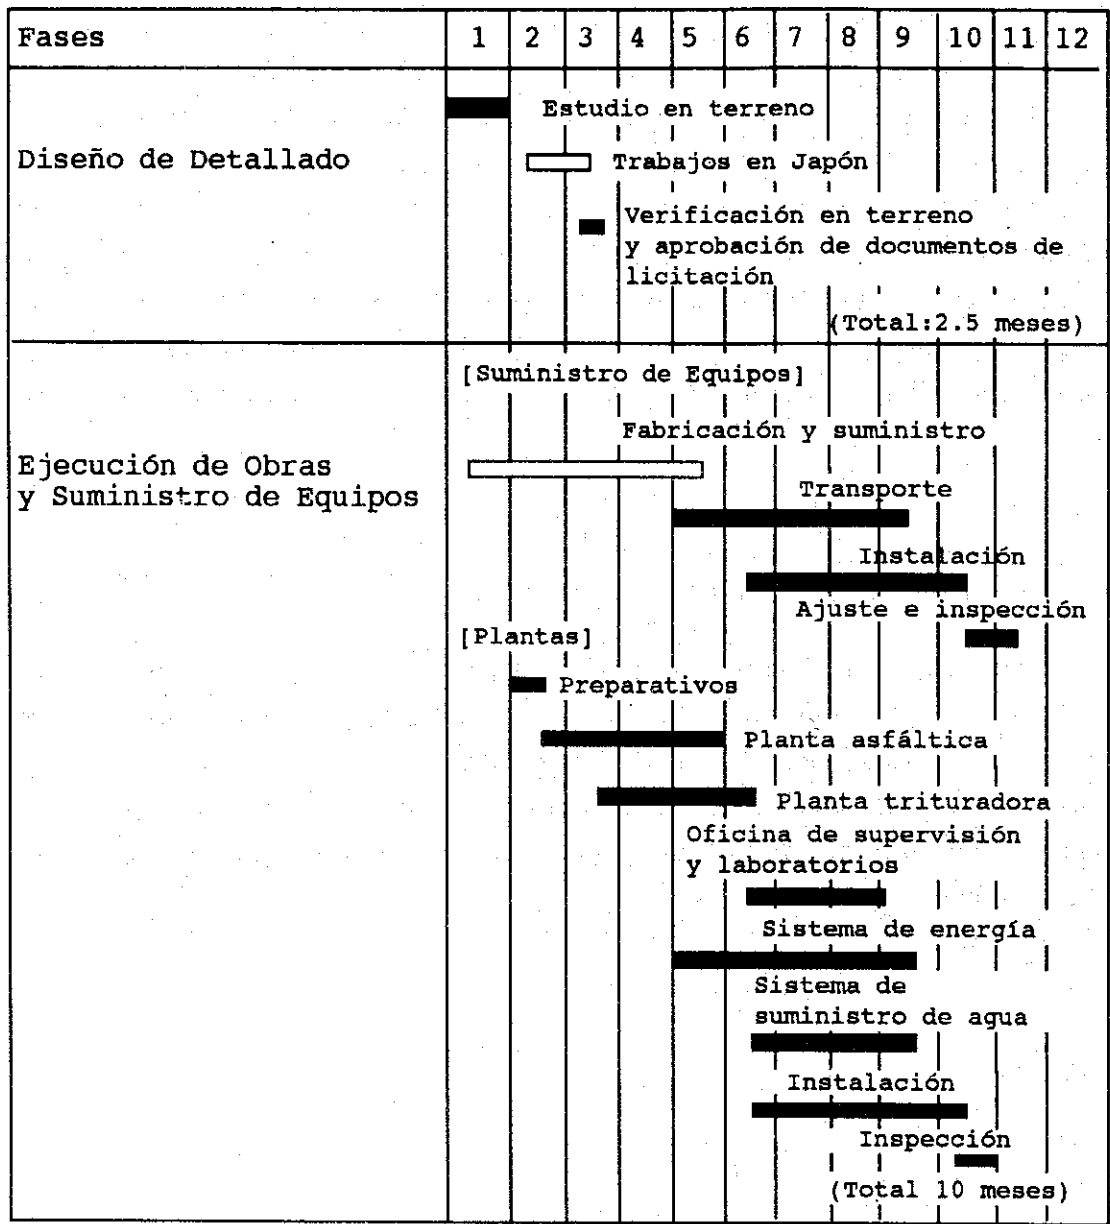 Fases 1 2 3 4 5 6 7 8 9 10 11 12
Estudio en terreno
Diseño de Detallado
Trabajos en Japón
Verificación en terreno
y aprobación de documentos de
licitación
(Total:2.5 meses)
[Suministro de Equipos]
Fabricación y suministro
Ejecución de Obras
y Suministro de Equipos
Transporte
Instalación
Ajuste e inspección
[Plantas]
Preparativos
Planta asfáltica
Planta trituradora
Oficina de supervisión
y laboratorios
Sistema de energía
Sistema de
suministro de agua
Instalación
Inspección
(Total 10 meses)